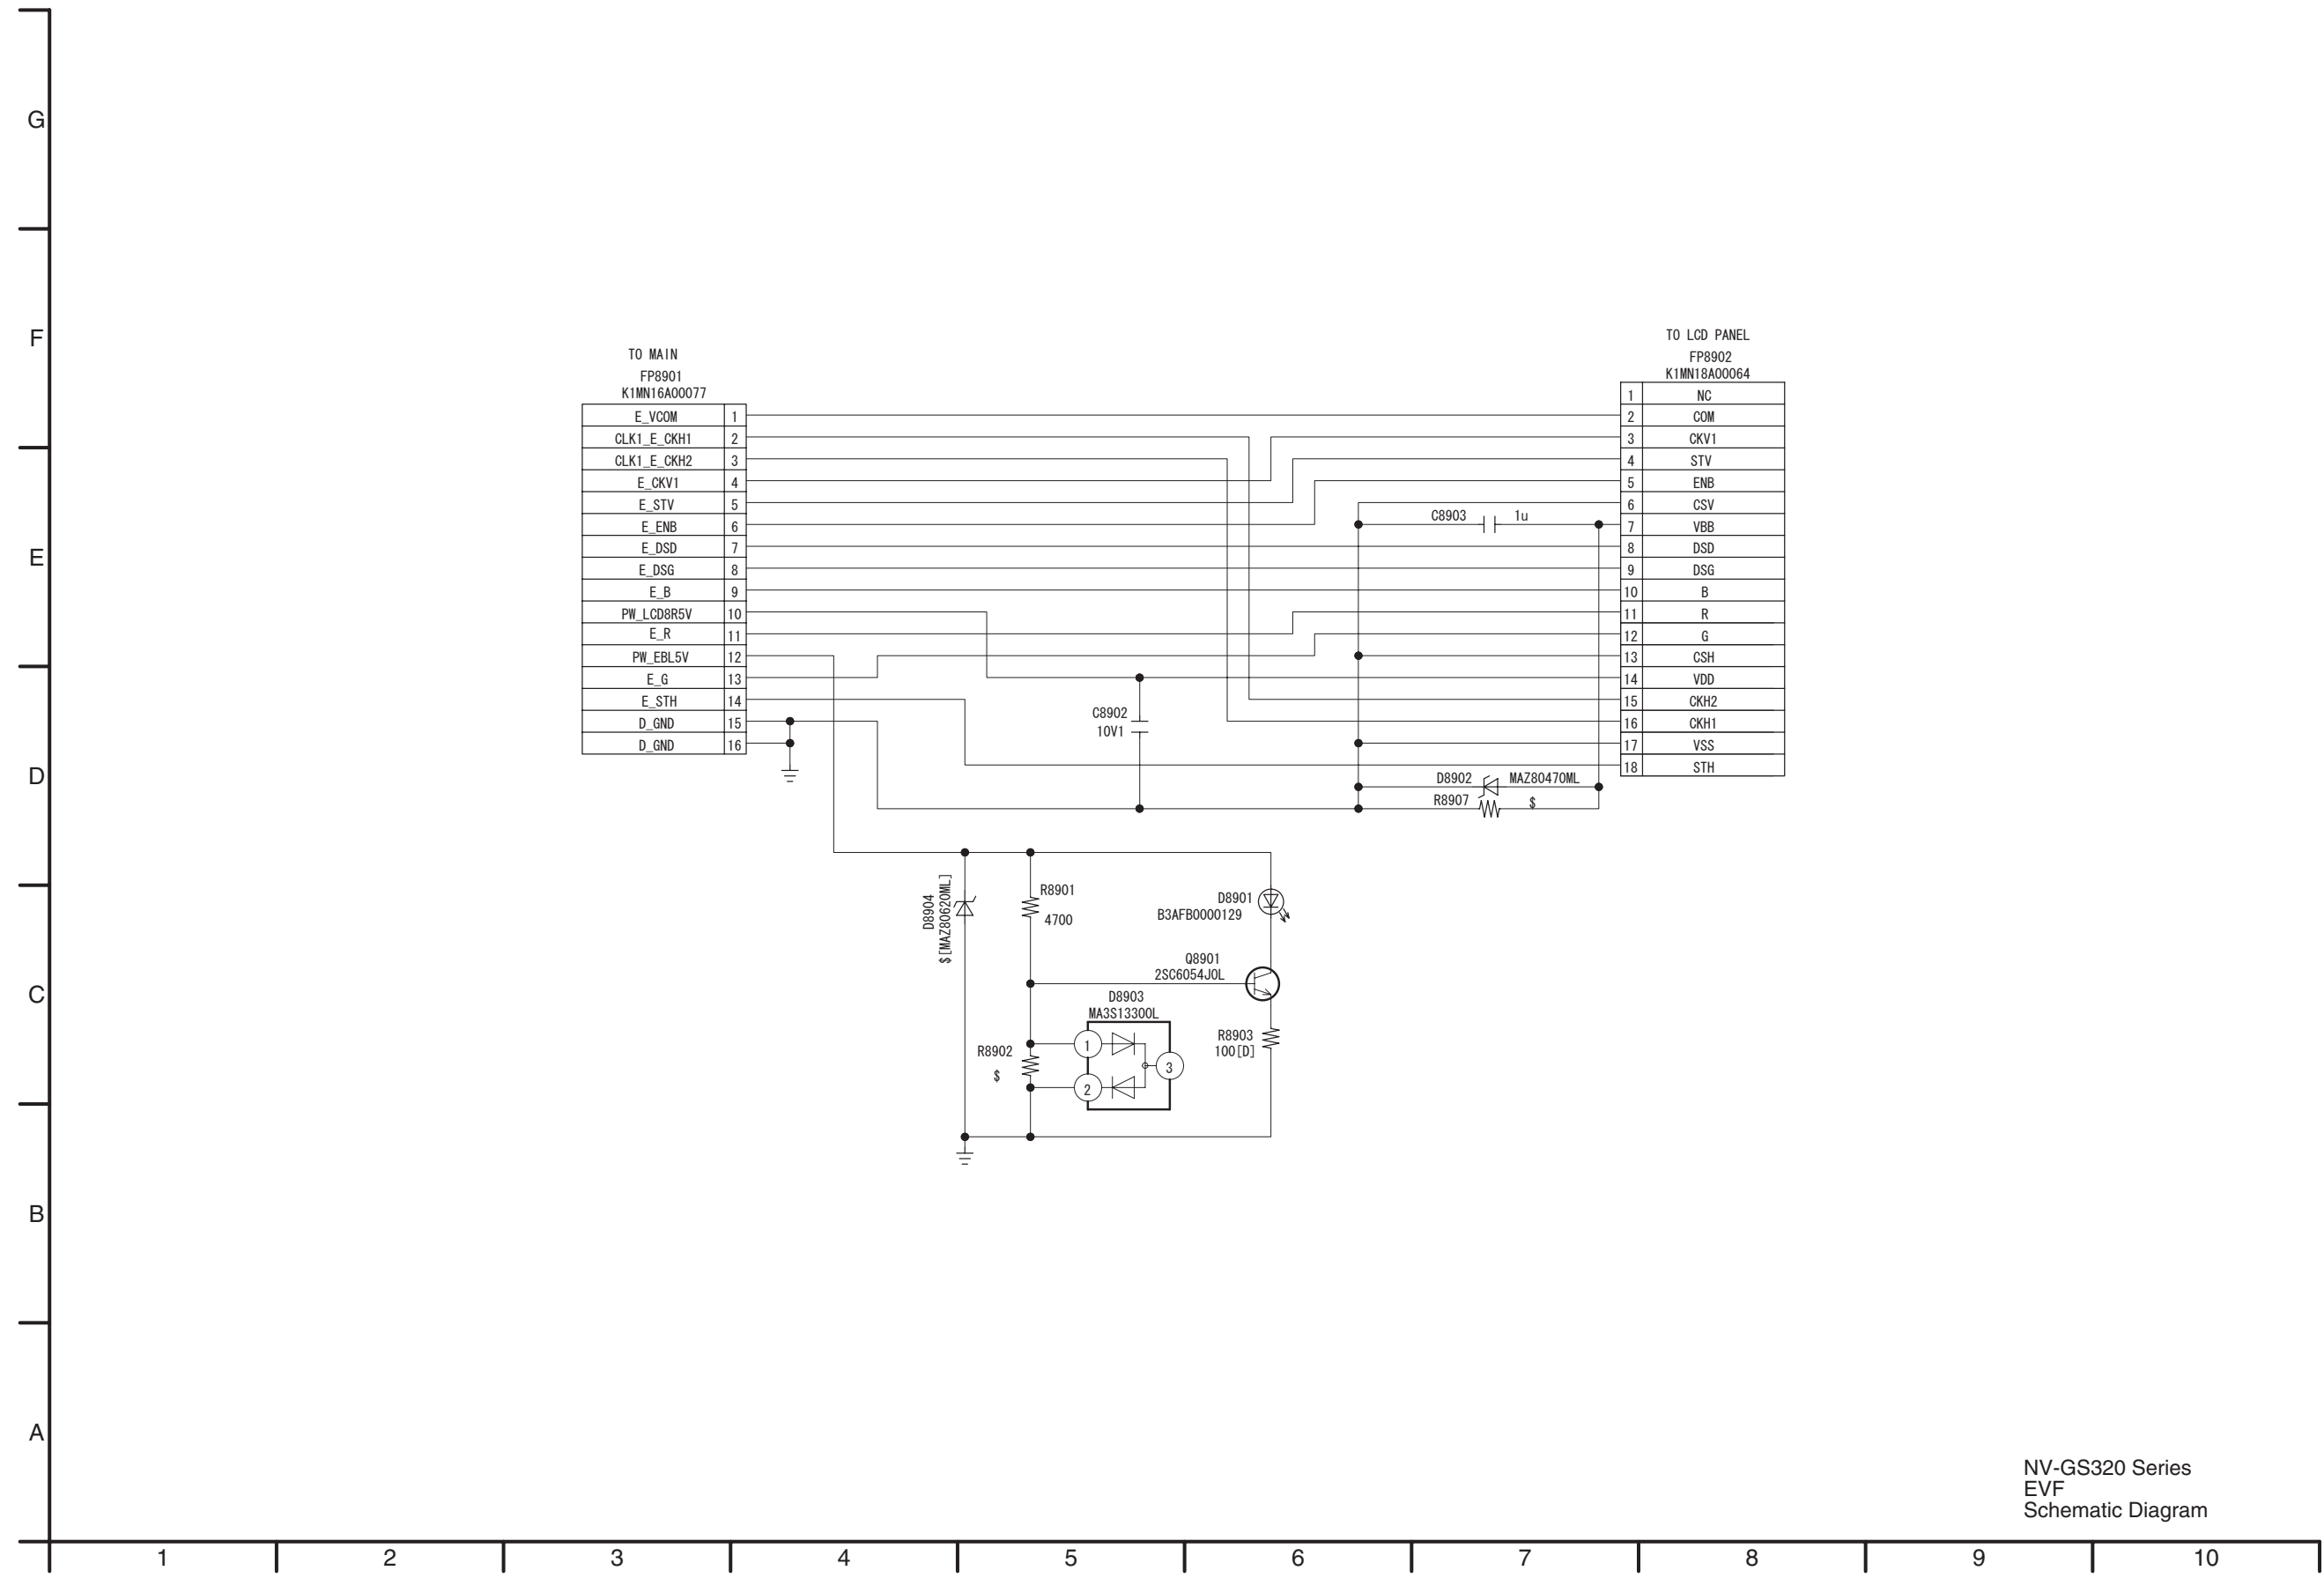 G
F
E
D
C
B
A
TO MAIN
FP8901
K1MN16A00077
E_VCOM 1
CLK1_E_CKH1 2
CLK1_E_CKH2 3
E_CKV1 4
E_STV 5
E_ENB 6
E_DSD 7
E_DSG 8
E_B 9
PW_LCD8R5V 10
E_R 11
PW_EBL5V 12
E_G 13
E_STH 14
D_GND 15
D_GND 16
TO LCD PANEL
FP8902
K1MN18A00064
1 NC
2 COM
3 CKV1
4 STV
5 ENB
6 CSV
7 VBB
8 DSD
9 DSG
10 B
11 R
12 G
13 CSH
14 VDD
15 CKH2
16 CKH1
17 VSS
18 STH
C8903 1u
C8902
10V1
D8902 MAZ80470ML
R8907 $
D8904
$[MAZ80620ML]
R8901
4700
D8901
B3AFB0000129
Q8901
2SC6054J0L
D8903
MA3S13300L
1
2
3
R8902
$
R8903
100[D]
NV-GS320 Series
EVF
Schematic Diagram
1 2 3 4 5 6 7 8 9 10